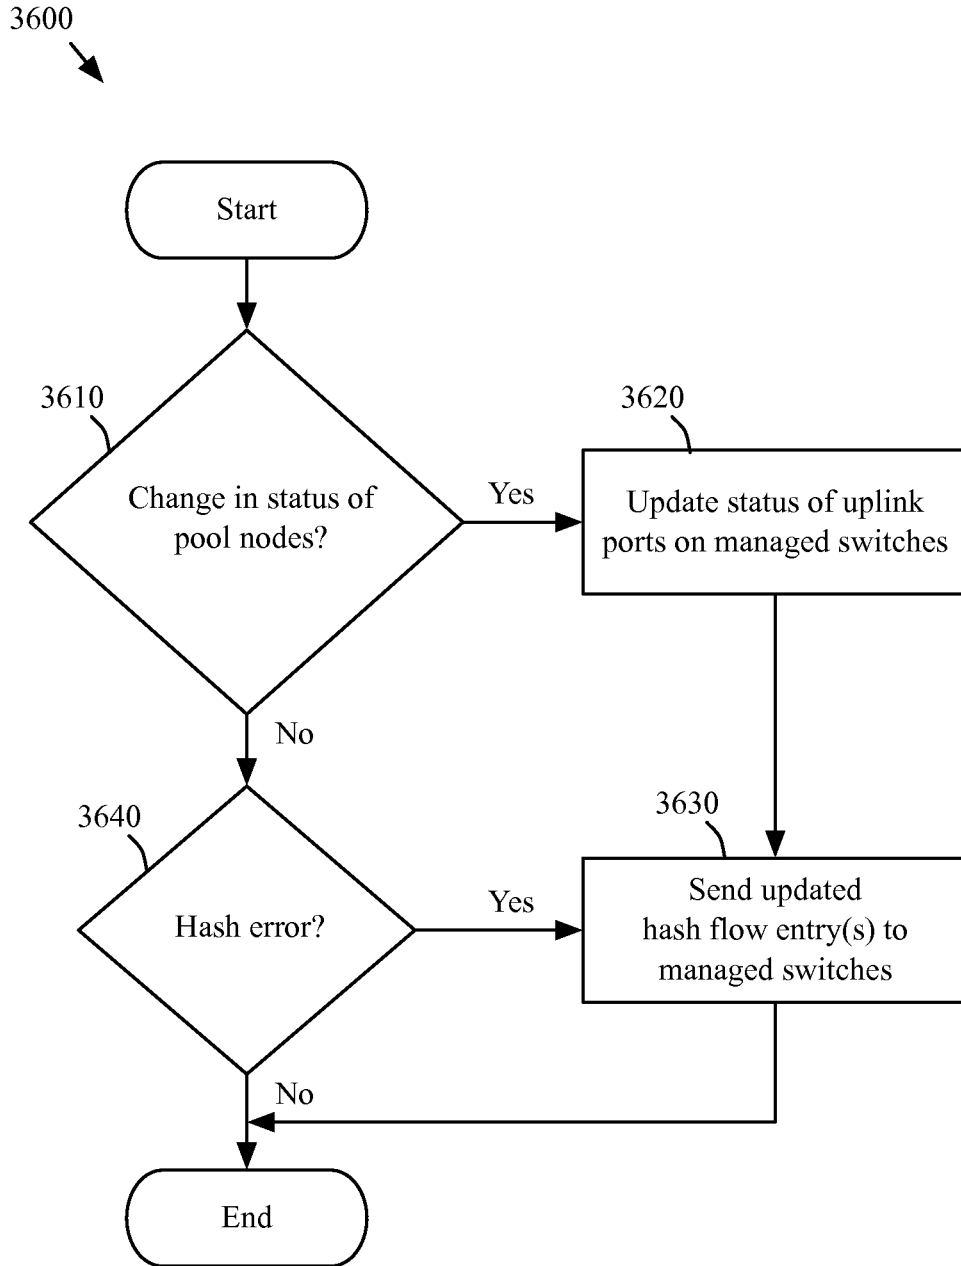 3600
Start
3610
Change in status of
pool nodes?
Yes
3620
Update status of uplink
ports on managed switches
No
3640
Hash error?
Yes
3630
Send updated
hash flow entry(s) to
managed switches
No
End